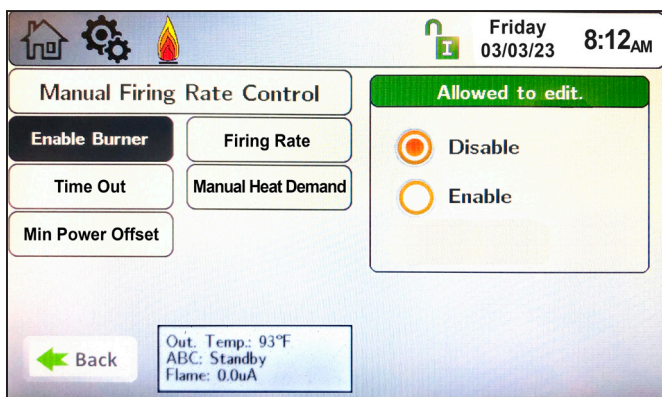 Friday
03/03/23
8:12AM
I
Manual Firing Rate Control
Allowed to edit.
Enable Burner
Firing Rate
Time Out
Manual Heat Demand
Min Power Offset
Disable
Enable
Back
Out. Temp.: 93°F
ABC: Standby
Flame: 0.0uA